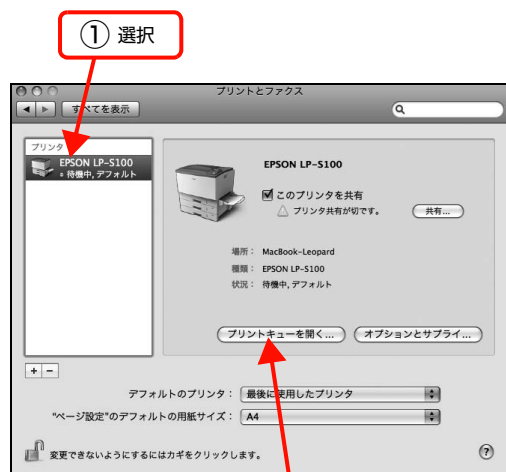 ① 選択
プリントとファクス
すべてを表示
プリンタ
EPSON LP-S100
待機中, デフォルト
EPSON LP-S100
このプリンタを共有
プリンタ共有が切です。
共有...
場所： MacBook-Leopard
種類： EPSON LP-S100
状況： 待機中, デフォルト
プリントキューを開く...
オプションとサプライ...
+ -
デフォルトのプリンタ： 最後に使用したプリンタ
"ページ設定"のデフォルトの用紙サイズ： A4
変更できないようにするにはカギをクリックします。
?